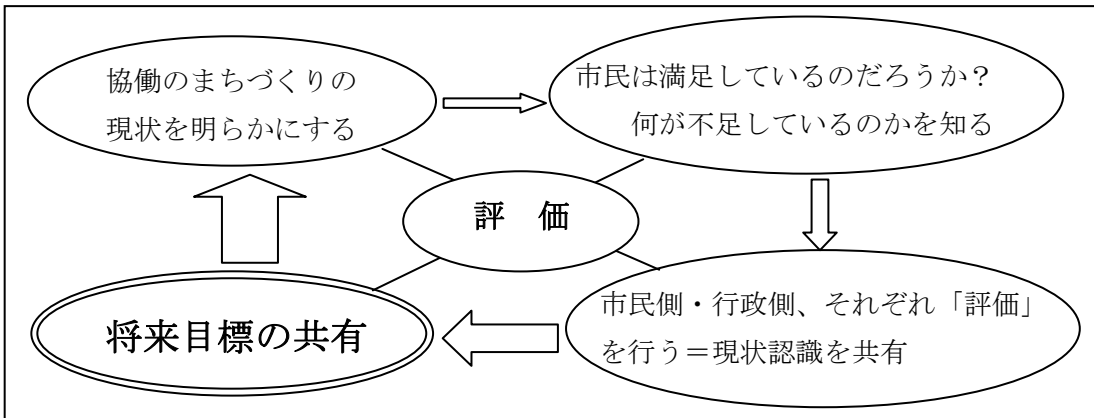 協働のまちづくりの
現状を明らかにする
市民は満足しているのだろうか？
何が不足しているのかを知る
評　価
市民側・行政側、それぞれ「評価」
を行う＝現状認識を共有
将来目標の共有